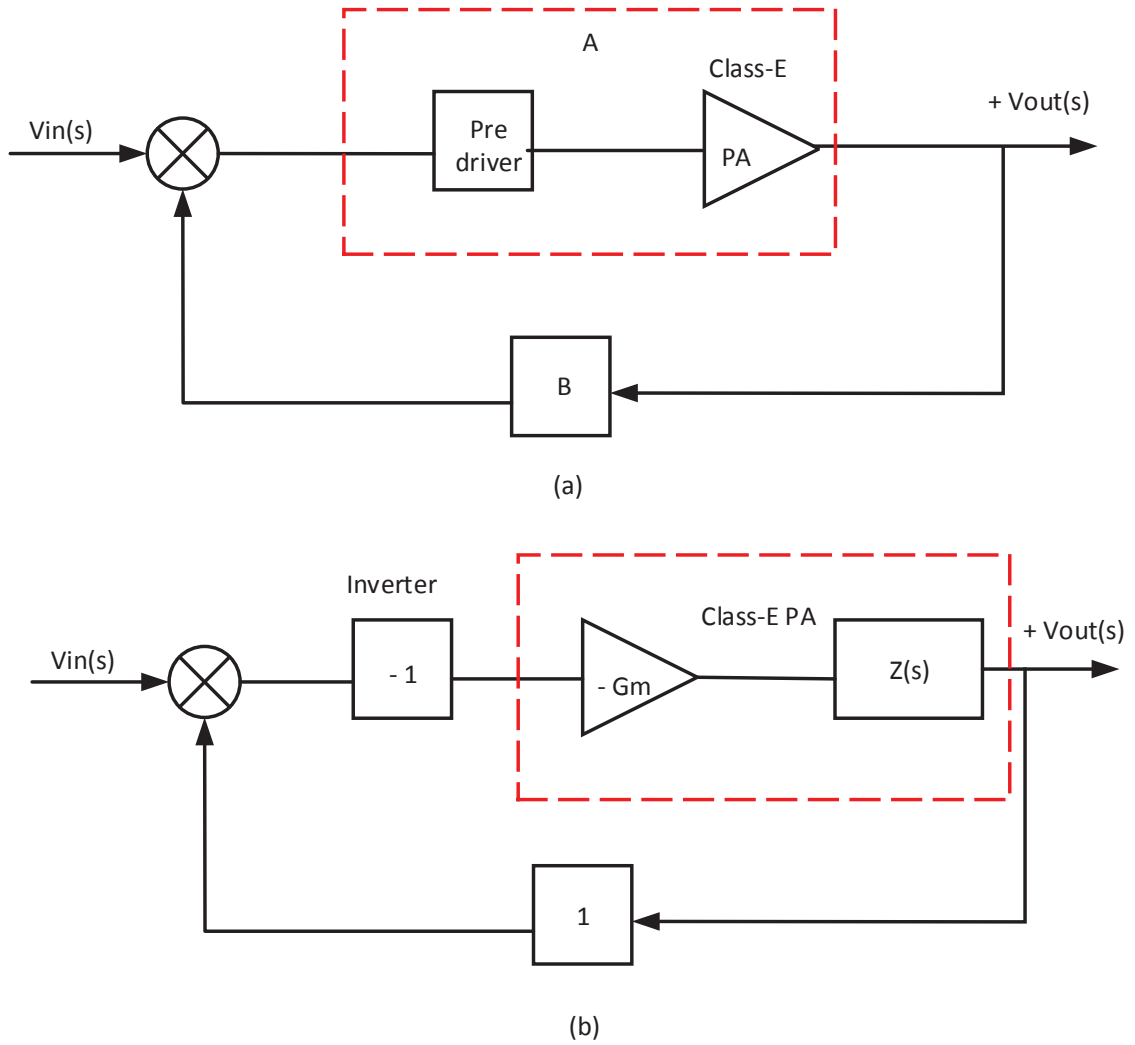 A
Class-E
Vin(s)
Pre
driver
PA
+ Vout(s)
B
(a)
Inverter
Class-E PA
Vin(s)
- 1
- Gm
Z(s)
+ Vout(s)
1
(b)